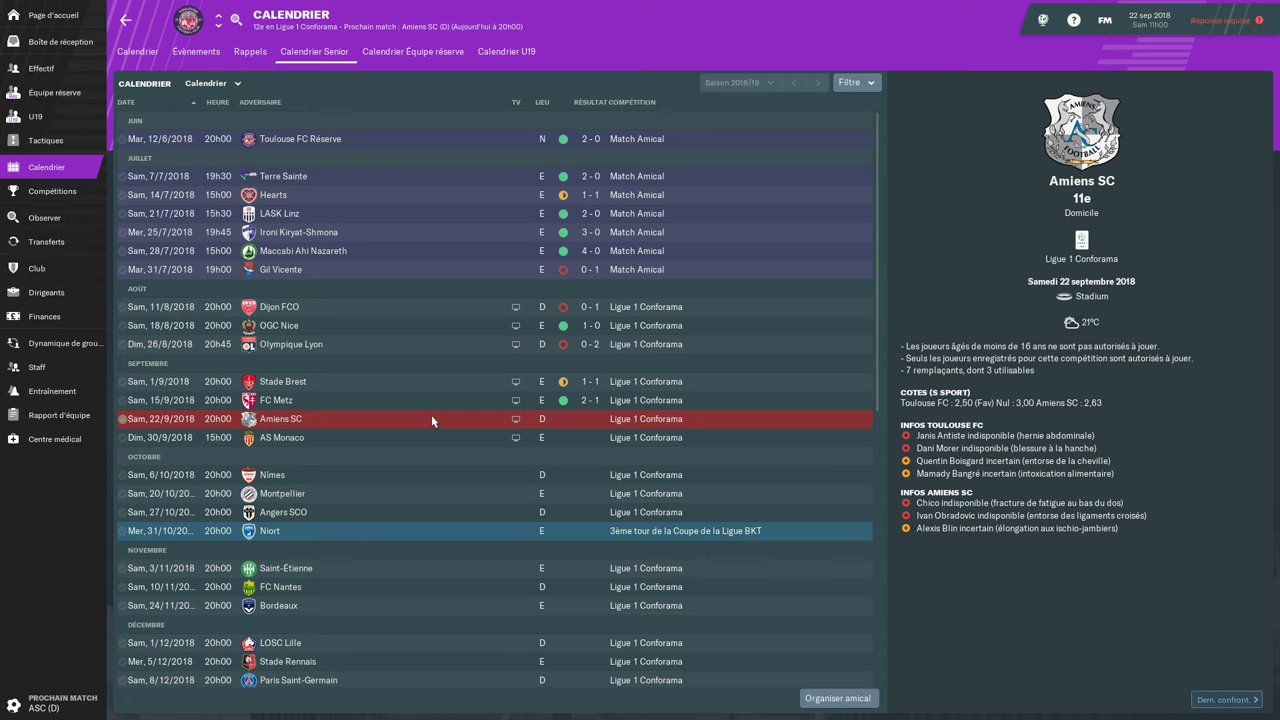 Page d'accueil
Boîte de réception
Effectif
Équipe réserve
U19
Tactiques
Calendrier
Compétitions
Observer
Transferts
Club
Dirigeants
Finances
Dynamique de grou...
Staff
Entraînement
Rapport d'équipe
Centre médical
PROCHAIN MATCH
ASC (D)
CALENDRIER
12e en Ligue 1 Conforama - Prochain match : Amiens SC (D) (Aujourd'hui à 20h00)
? FM 22 sep 2018
Sam 11h00
Réponse requise
Calendrier Évènements Rappels Calendrier Senior Calendrier Équipe réserve Calendrier U19
CALENDRIER Calendrier Saison 2018/19 Filtre
DATE HEURE ADVERSAIRE TV LIEU RÉSULTAT COMPÉTITION
JUIN
Mar, 12/6/2018 20h00 Toulouse FC Réserve N 2 - 0 Match Amical
JUILLET
Sam, 7/7/2018 19h30 Terre Sainte E 2 - 0 Match Amical
Sam, 14/7/2018 15h00 Hearts E 1 - 1 Match Amical
Sam, 21/7/2018 15h30 LASK Linz E 2 - 0 Match Amical
Mer, 25/7/2018 19h45 Ironi Kiryat-Shmona E 3 - 0 Match Amical
Sam, 28/7/2018 15h00 Maccabi Ahi Nazareth E 4 - 0 Match Amical
Mar, 31/7/2018 19h00 Gil Vicente E 0 - 1 Match Amical
AOÛT
Sam, 11/8/2018 20h00 Dijon FCO D 0 - 1 Ligue 1 Conforama
Sam, 18/8/2018 20h00 OGC Nice E 1 - 0 Ligue 1 Conforama
Dim, 26/8/2018 20h45 Olympique Lyon D 0 - 2 Ligue 1 Conforama
SEPTEMBRE
Sam, 1/9/2018 20h00 Stade Brest E 1 - 1 Ligue 1 Conforama
Sam, 15/9/2018 20h00 FC Metz E 2 - 1 Ligue 1 Conforama
Sam, 22/9/2018 20h00 Amiens SC D Ligue 1 Conforama
Dim, 30/9/2018 15h00 AS Monaco E Ligue 1 Conforama
OCTOBRE
Sam, 6/10/2018 20h00 Nîmes D Ligue 1 Conforama
Sam, 20/10/20... 20h00 Montpellier E Ligue 1 Conforama
Sam, 27/10/20... 20h00 Angers SCO D Ligue 1 Conforama
Mer, 31/10/20... 20h00 Niort E 3ème tour de la Coupe de la Ligue BKT
NOVEMBRE
Sam, 3/11/2018 20h00 Saint-Étienne E Ligue 1 Conforama
Sam, 10/11/20... 20h00 FC Nantes D Ligue 1 Conforama
Sam, 24/11/20... 20h00 Bordeaux E Ligue 1 Conforama
DÉCEMBRE
Sam, 1/12/2018 20h00 LOSC Lille D Ligue 1 Conforama
Mer, 5/12/2018 20h00 Stade Rennais E Ligue 1 Conforama
Sam, 8/12/2018 20h00 Paris Saint-Germain D Ligue 1 Conforama
Organiser amical
AMIENS
FOOTBALL
Amiens SC
11e
Domicile
Ligue 1 Conforama
Samedi 22 septembre 2018
Stadium
21°C
- Les joueurs âgés de moins de 16 ans ne sont pas autorisés à jouer.
- Seuls les joueurs enregistrés pour cette compétition sont autorisés à jouer.
- 7 remplaçants, dont 3 utilisables
COTES (S SPORT)
Toulouse FC : 2,50 (Fav) Nul : 3,00 Amiens SC : 2,63
INFOS TOULOUSE FC
Janis Antiste indisponible (hernie abdominale)
Dani Morer indisponible (blessure à la hanche)
Quentin Boisgard incertain (entorse de la cheville)
Mamady Bangré incertain (intoxication alimentaire)
INFOS AMIENS SC
Chico indisponible (fracture de fatigue au bas du dos)
Ivan Obradovic indisponible (entorse des ligaments croisés)
Alexis Blin incertain (élongation aux ischio-jambiers)
Dern. confront.